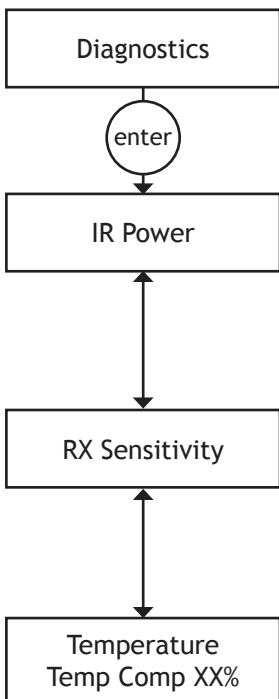 Diagnostics
enter
IR Power
RX Sensitivity
Temperature
Temp Comp XX%